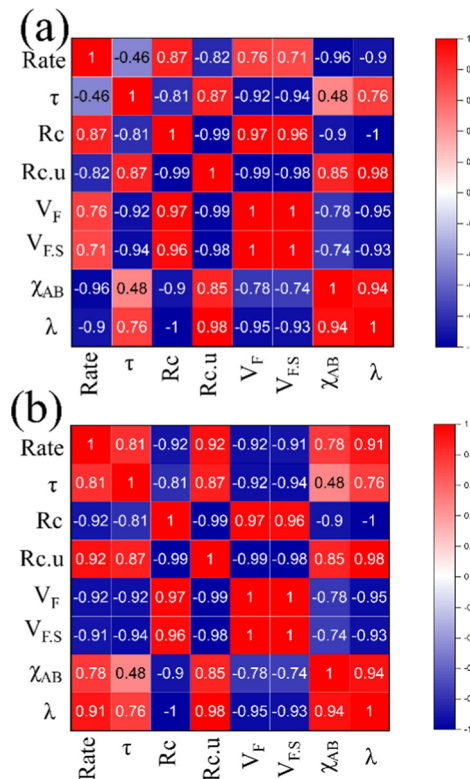 (a)
Rate 1 -0.46 0.87 -0.82 0.76 0.71 -0.96 -0.9
τ -0.46 1 -0.81 0.87 -0.92 -0.94 0.48 0.76
Rc 0.87 -0.81 1 -0.99 0.97 0.96 -0.9 -1
Rc.u -0.82 0.87 -0.99 1 -0.99 -0.98 0.85 0.98
V_F 0.76 -0.92 0.97 -0.99 1 1 -0.78 -0.95
V_F.S 0.71 -0.94 0.96 -0.98 1 1 -0.74 -0.93
χ_AB -0.96 0.48 -0.9 0.85 -0.78 -0.74 1 0.94
λ -0.9 0.76 -1 0.98 -0.95 -0.93 0.94 1
Rate τ Rc Rc.u V_F V_F.S χ_AB λ
(b)
Rate 1 0.81 -0.92 0.92 -0.92 -0.91 0.78 0.91
τ 0.81 1 -0.81 0.87 -0.92 -0.94 0.48 0.76
Rc -0.92 -0.81 1 -0.99 0.97 0.96 -0.9 -1
Rc.u 0.92 0.87 -0.99 1 -0.99 -0.98 0.85 0.98
V_F -0.92 -0.92 0.97 -0.99 1 1 -0.78 -0.95
V_F.S -0.91 -0.94 0.96 -0.98 1 1 -0.74 -0.93
χ_AB 0.78 0.48 -0.9 0.85 -0.78 -0.74 1 0.94
λ 0.91 0.76 -1 0.98 -0.95 -0.93 0.94 1
Rate τ Rc Rc.u V_F V_F.S χ_AB λ